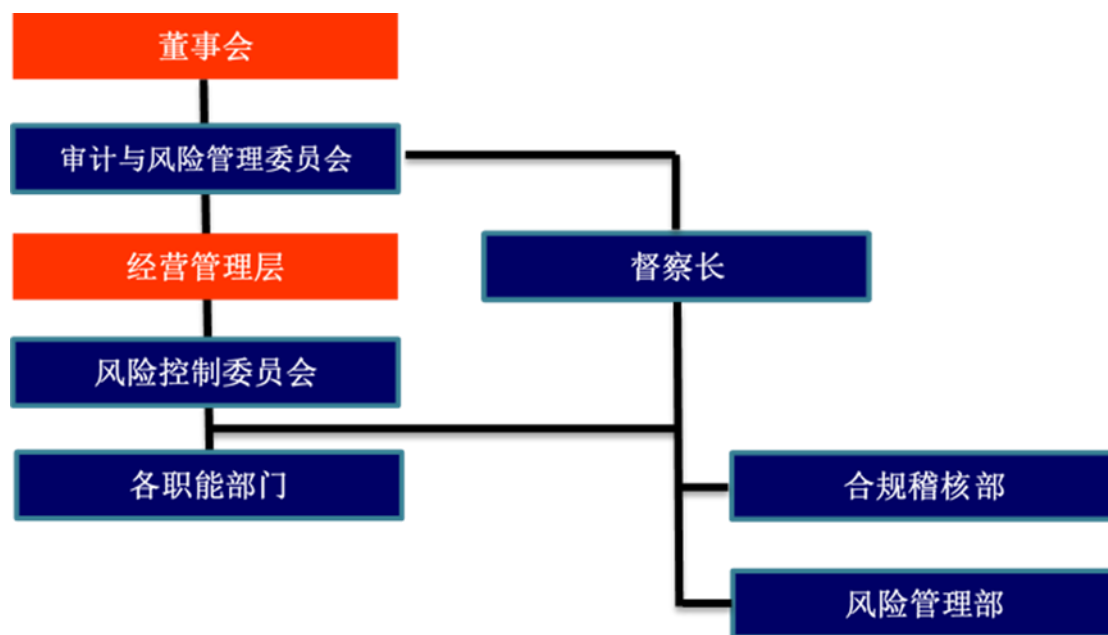 董事会
审计与风险管理委员会
经营管理层
督察长
风险控制委员会
各职能部门
合规稽核部
风险管理部